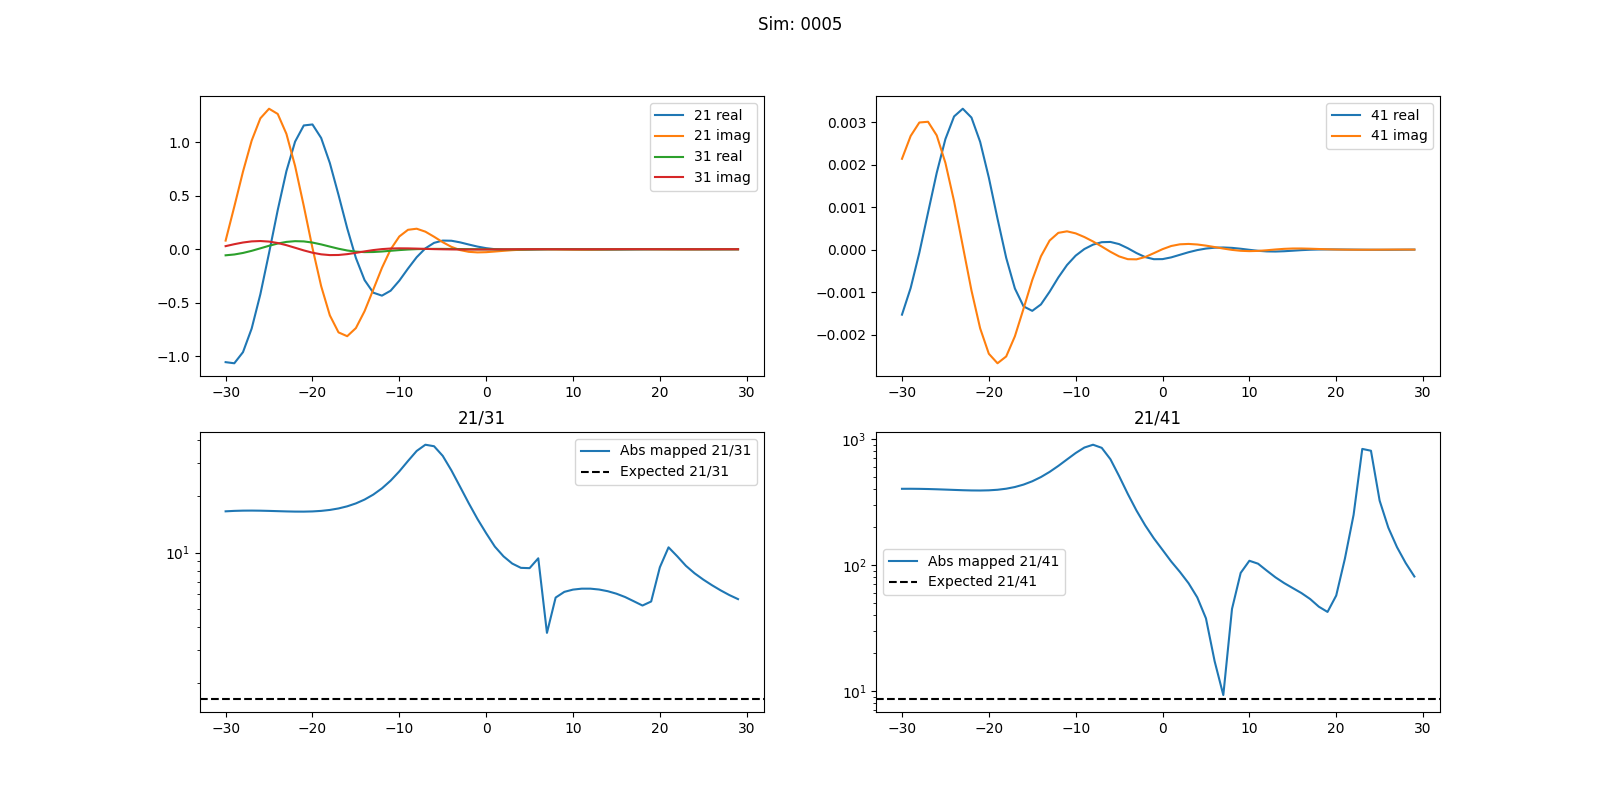 Sim: 0005
21 real
21 imag
31 real
31 imag
1.0
0.5
0.0
−0.5
−1.0
−30 −20 −10 0 10 20 30
41 real
41 imag
0.003
0.002
0.001
0.000
−0.001
−0.002
−30 −20 −10 0 10 20 30
21/31
Abs mapped 21/31
Expected 21/31
10¹
−30 −20 −10 0 10 20 30
21/41
10³
10²
10¹
Abs mapped 21/41
Expected 21/41
−30 −20 −10 0 10 20 30